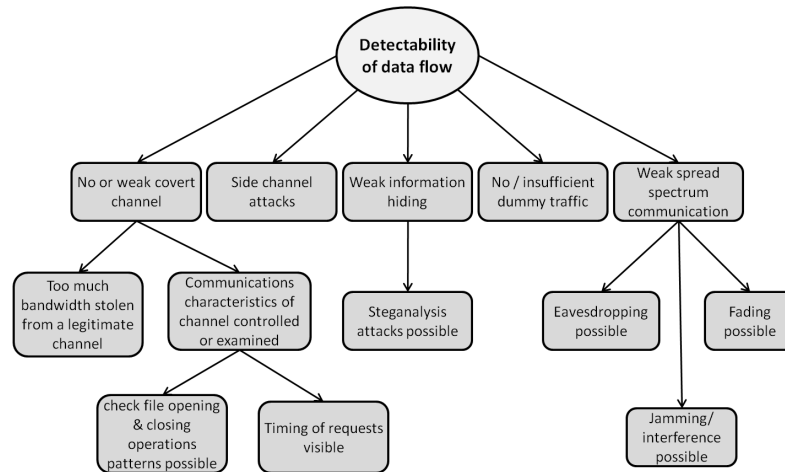 Detectability
of data flow
No or weak covert
channel
Side channel
attacks
Weak information
hiding
No / insufficient
dummy traffic
Weak spread
spectrum
communication
Too much
bandwidth stolen
from a legitimate
channel
Communications
characteristics of
channel controlled
or examined
Steganalysis
attacks possible
Eavesdropping
possible
Fading
possible
check file opening
& closing
operations
patterns possible
Timing of requests
visible
Jamming/
interference
possible